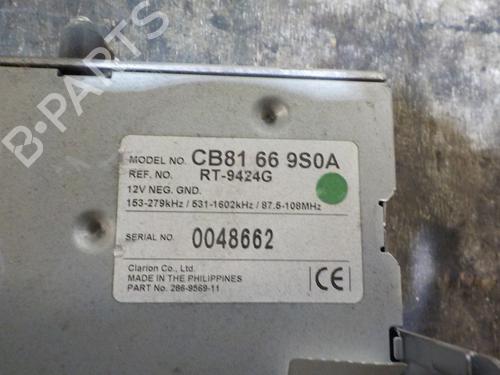 B-PARTS
MODEL NO. CB81 66 9S0A
REF. NO. RT-9424G
12V NEG. GND.
153-279kHz / 531-1602kHz / 87.5-108MHz
SERIAL NO. 0048662
Clarion Co., Ltd.
MADE IN THE PHILIPPINES
PART No. 286-9569-11
CE